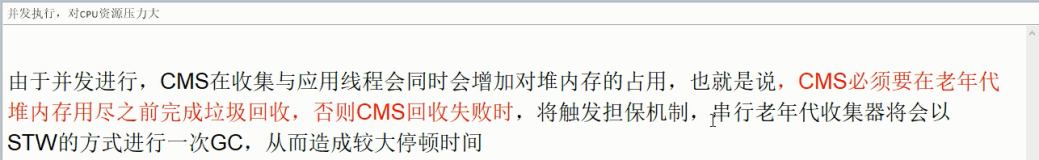 并发执行，对CPU资源压力大
由于并发进行，CMS在收集与应用线程会同时会增加对堆内存的占用，也就是说，CMS必须要在老年代
堆内存用尽之前完成垃圾回收，否则CMS回收失败时，将触发担保机制，串行老年代收集器将会以
STW的方式进行一次GC，从而造成较大停顿时间